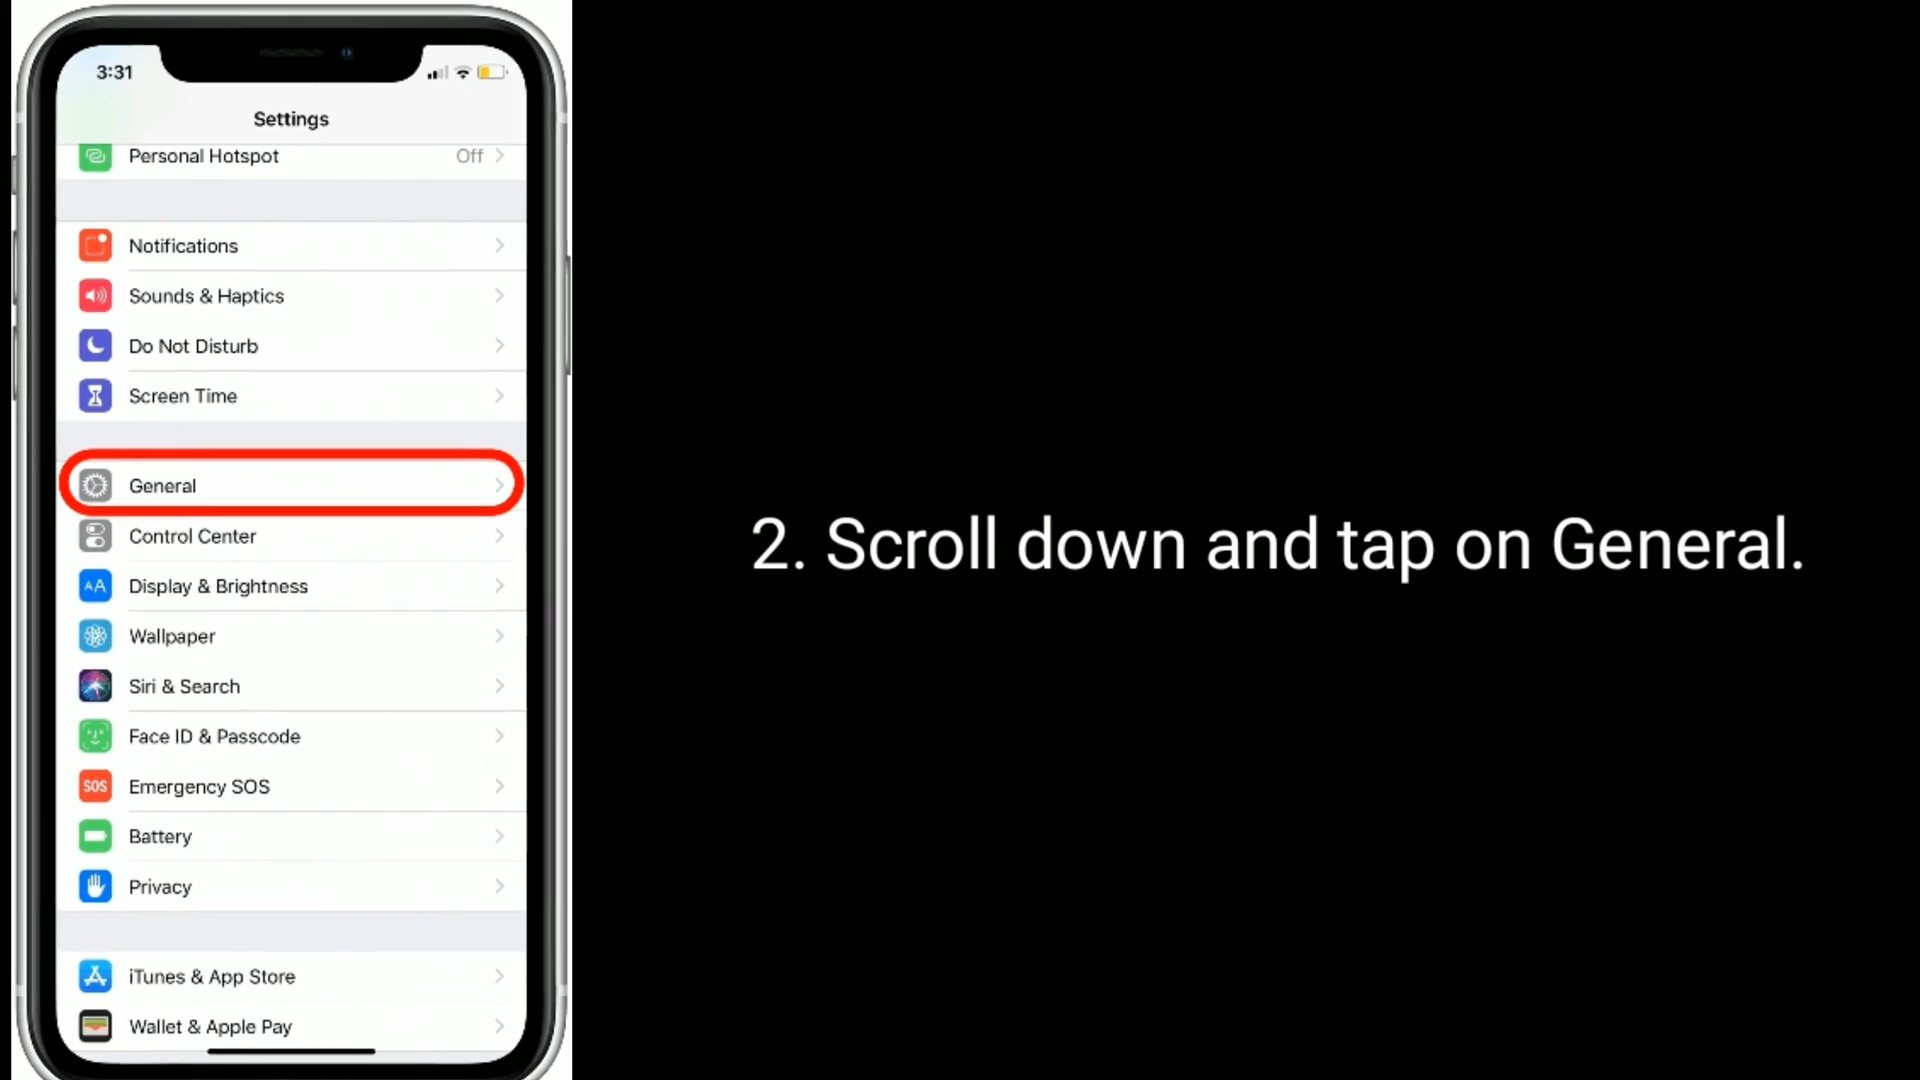 3:31
Settings
Personal Hotspot Off
Notifications
Sounds & Haptics
Do Not Disturb
Screen Time
General
Control Center
AA Display & Brightness
Wallpaper
Siri & Search
Face ID & Passcode
SOS Emergency SOS
Battery
Privacy
iTunes & App Store
Wallet & Apple Pay
2. Scroll down and tap on General.